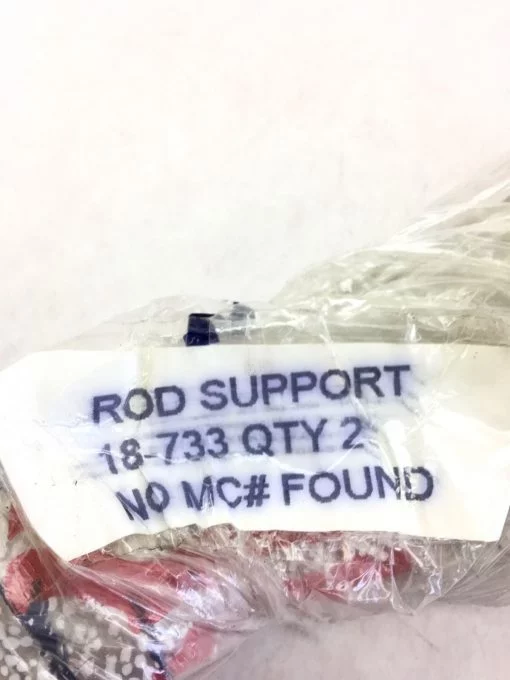 ROD SUPPORT
18-733 QTY 2
NO MC# FOUND